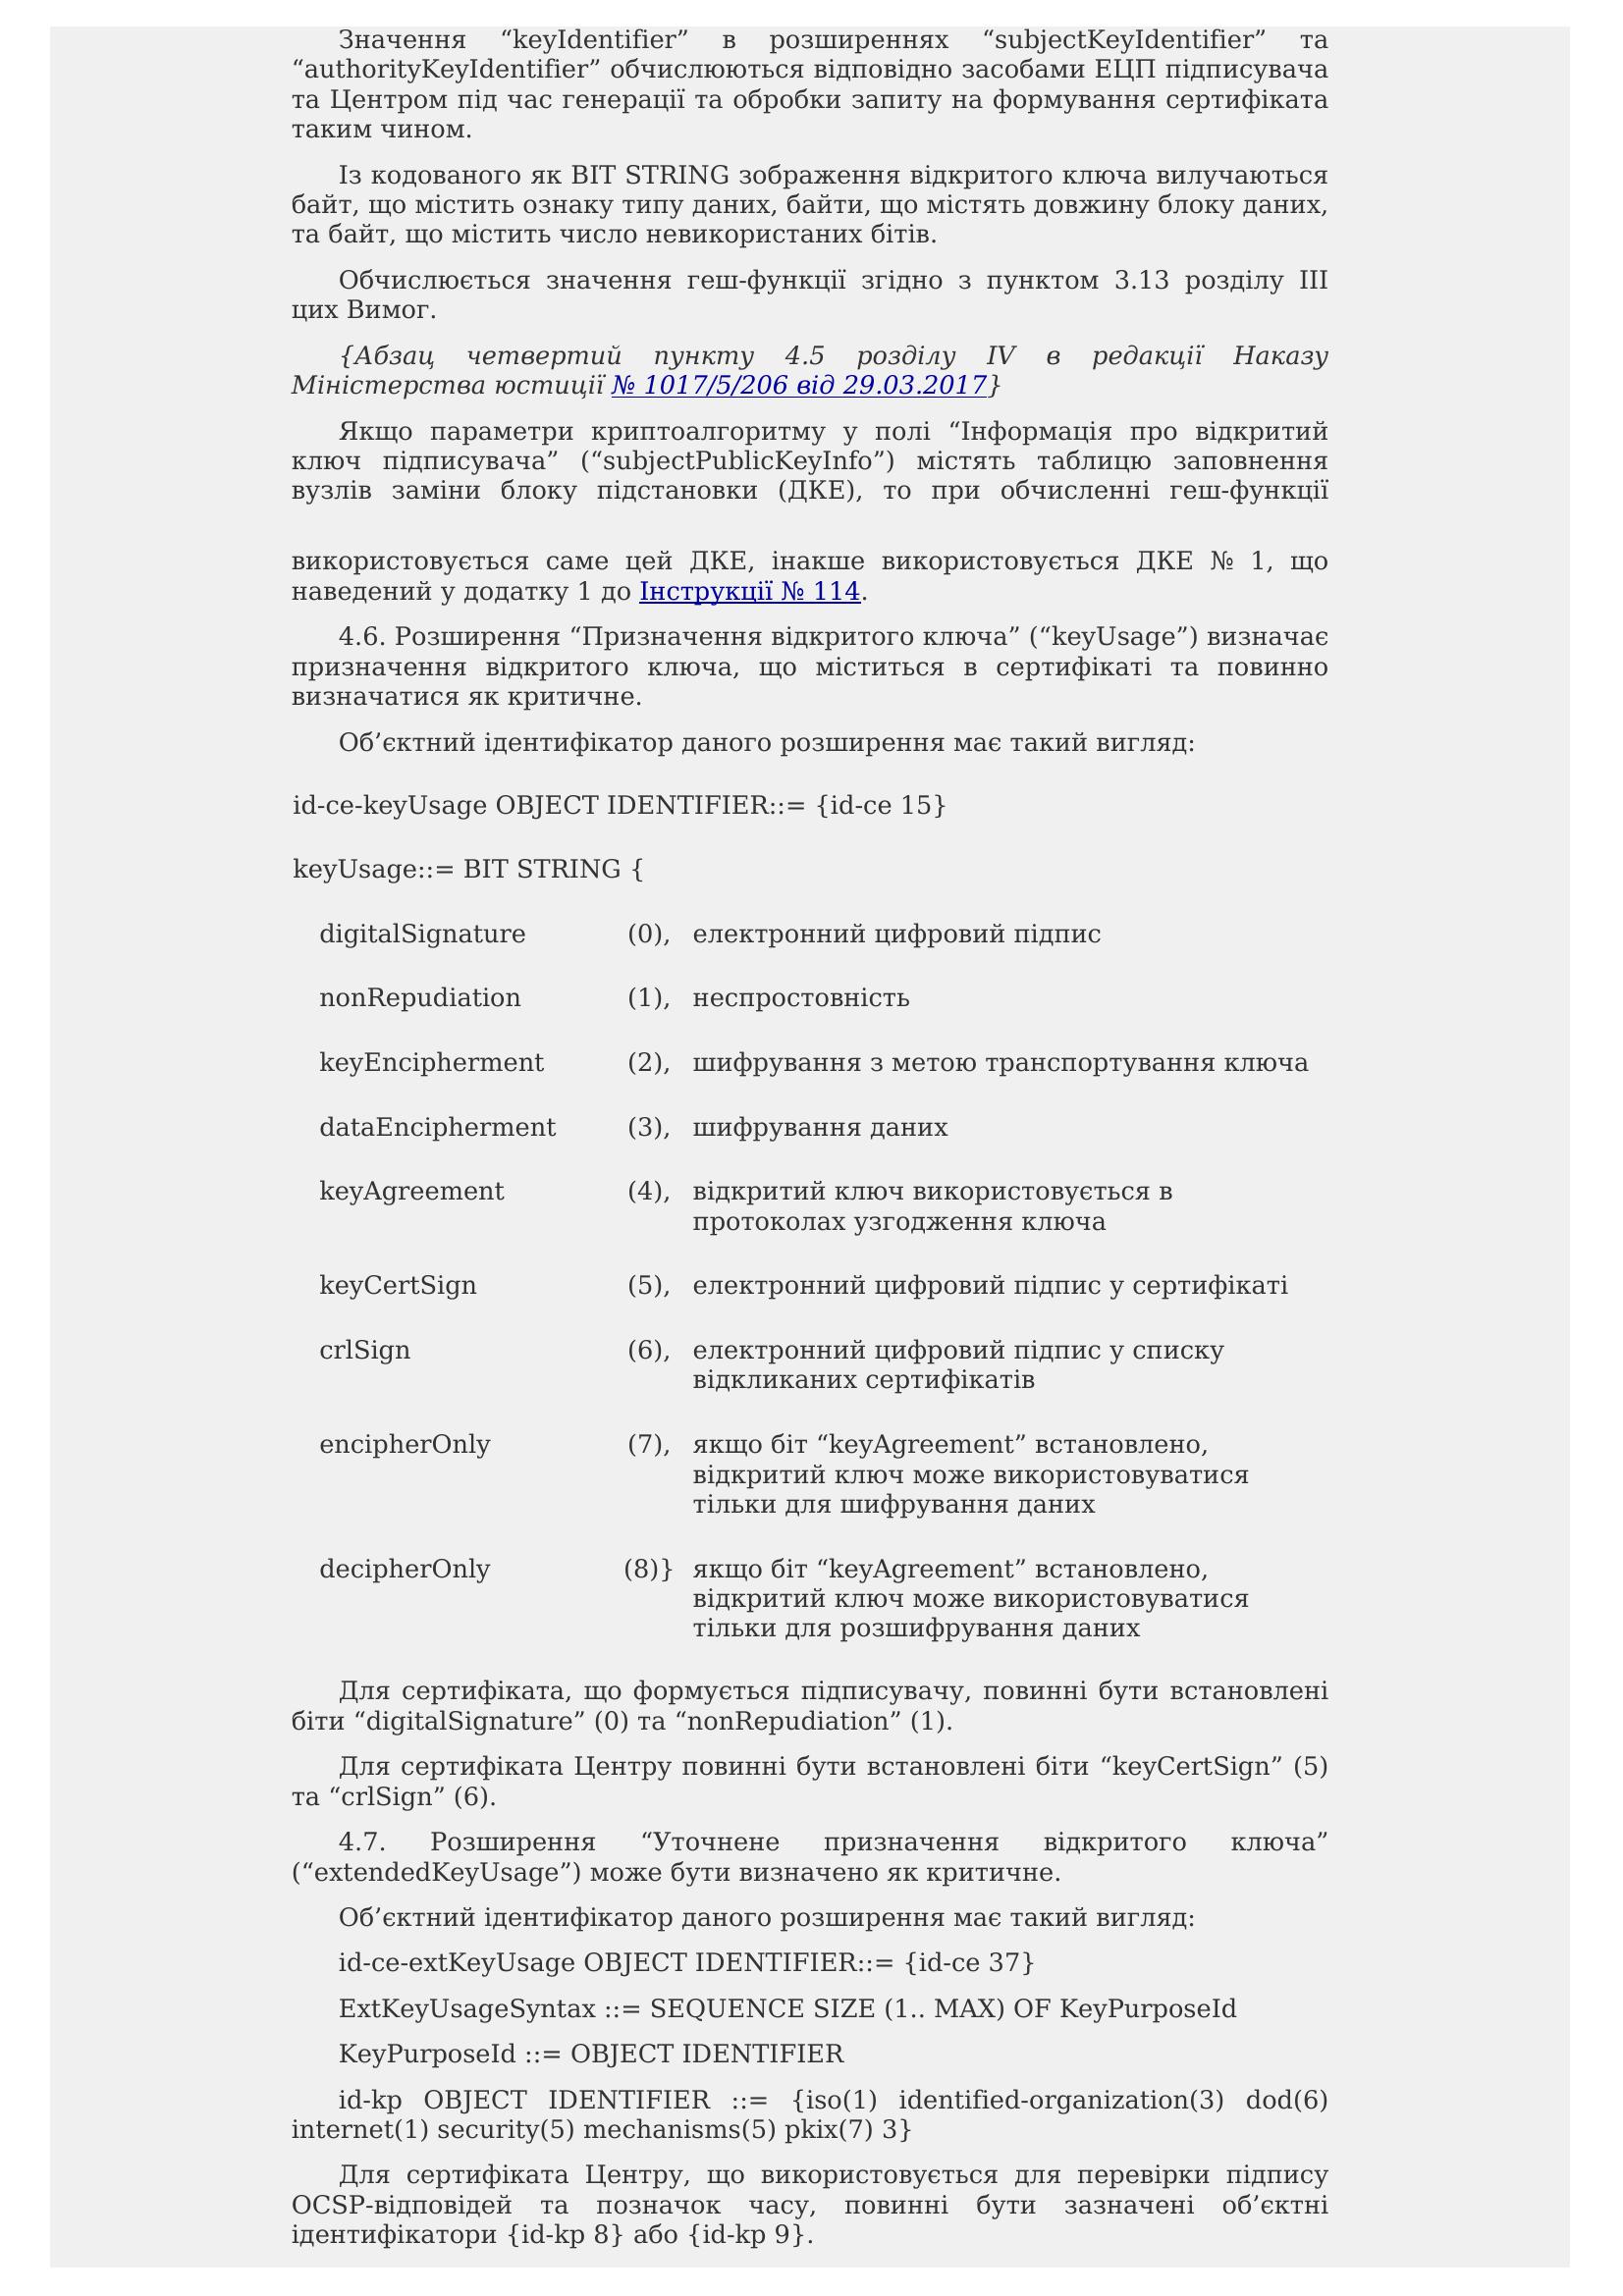 Значення “keyIdentifier” в розширеннях “subjectKeyIdentifier” та
“authorityKeyIdentifier” обчислюються відповідно засобами ЕЦП підписувача
та Центром під час генерації та обробки запиту на формування сертифіката
таким чином.
Із кодованого як BIT STRING зображення відкритого ключа вилучаються
байт, що містить ознаку типу даних, байти, що містять довжину блоку даних,
та байт, що містить число невикористаних бітів.
Обчислюється значення геш-функції згідно з пунктом 3.13 розділу III
цих Вимог.
{Абзац четвертий пункту 4.5 розділу IV в редакції Наказу
Міністерства юстиції № 1017/5/206 від 29.03.2017}
Якщо параметри криптоалгоритму у полі “Інформація про відкритий
ключ підписувача” (“subjectPublicKeyInfo”) містять таблицю заповнення
вузлів заміни блоку підстановки (ДКЕ), то при обчисленні геш-функції
використовується саме цей ДКЕ, інакше використовується ДКЕ № 1, що
наведений у додатку 1 до Інструкції № 114.
4.6. Розширення “Призначення відкритого ключа” (“keyUsage”) визначає
призначення відкритого ключа, що міститься в сертифікаті та повинно
визначатися як критичне.
Об’єктний ідентифікатор даного розширення має такий вигляд:
id-ce-keyUsage OBJECT IDENTIFIER::= {id-ce 15}
keyUsage::= BIT STRING {
digitalSignature (0), електронний цифровий підпис
nonRepudiation (1), неспростовність
keyEncipherment (2), шифрування з метою транспортування ключа
dataEncipherment (3), шифрування даних
keyAgreement (4), відкритий ключ використовується в
протоколах узгодження ключа
keyCertSign (5), електронний цифровий підпис у сертифікаті
crlSign (6), електронний цифровий підпис у списку
відкликаних сертифікатів
encipherOnly (7), якщо біт “keyAgreement” встановлено,
відкритий ключ може використовуватися
тільки для шифрування даних
decipherOnly (8)} якщо біт “keyAgreement” встановлено,
відкритий ключ може використовуватися
тільки для розшифрування даних
Для сертифіката, що формується підписувачу, повинні бути встановлені
біти “digitalSignature” (0) та “nonRepudiation” (1).
Для сертифіката Центру повинні бути встановлені біти “keyCertSign” (5)
та “crlSign” (6).
4.7. Розширення “Уточнене призначення відкритого ключа”
(“extendedKeyUsage”) може бути визначено як критичне.
Об’єктний ідентифікатор даного розширення має такий вигляд:
id-ce-extKeyUsage OBJECT IDENTIFIER::= {id-ce 37}
ExtKeyUsageSyntax ::= SEQUENCE SIZE (1.. MAX) OF KeyPurposeId
KeyPurposeId ::= OBJECT IDENTIFIER
id-kp OBJECT IDENTIFIER ::= {iso(1) identified-organization(3) dod(6)
internet(1) security(5) mechanisms(5) pkix(7) 3}
Для сертифіката Центру, що використовується для перевірки підпису
OCSP-відповідей та позначок часу, повинні бути зазначені об’єктні
ідентифікатори {id-kp 8} або {id-kp 9}.